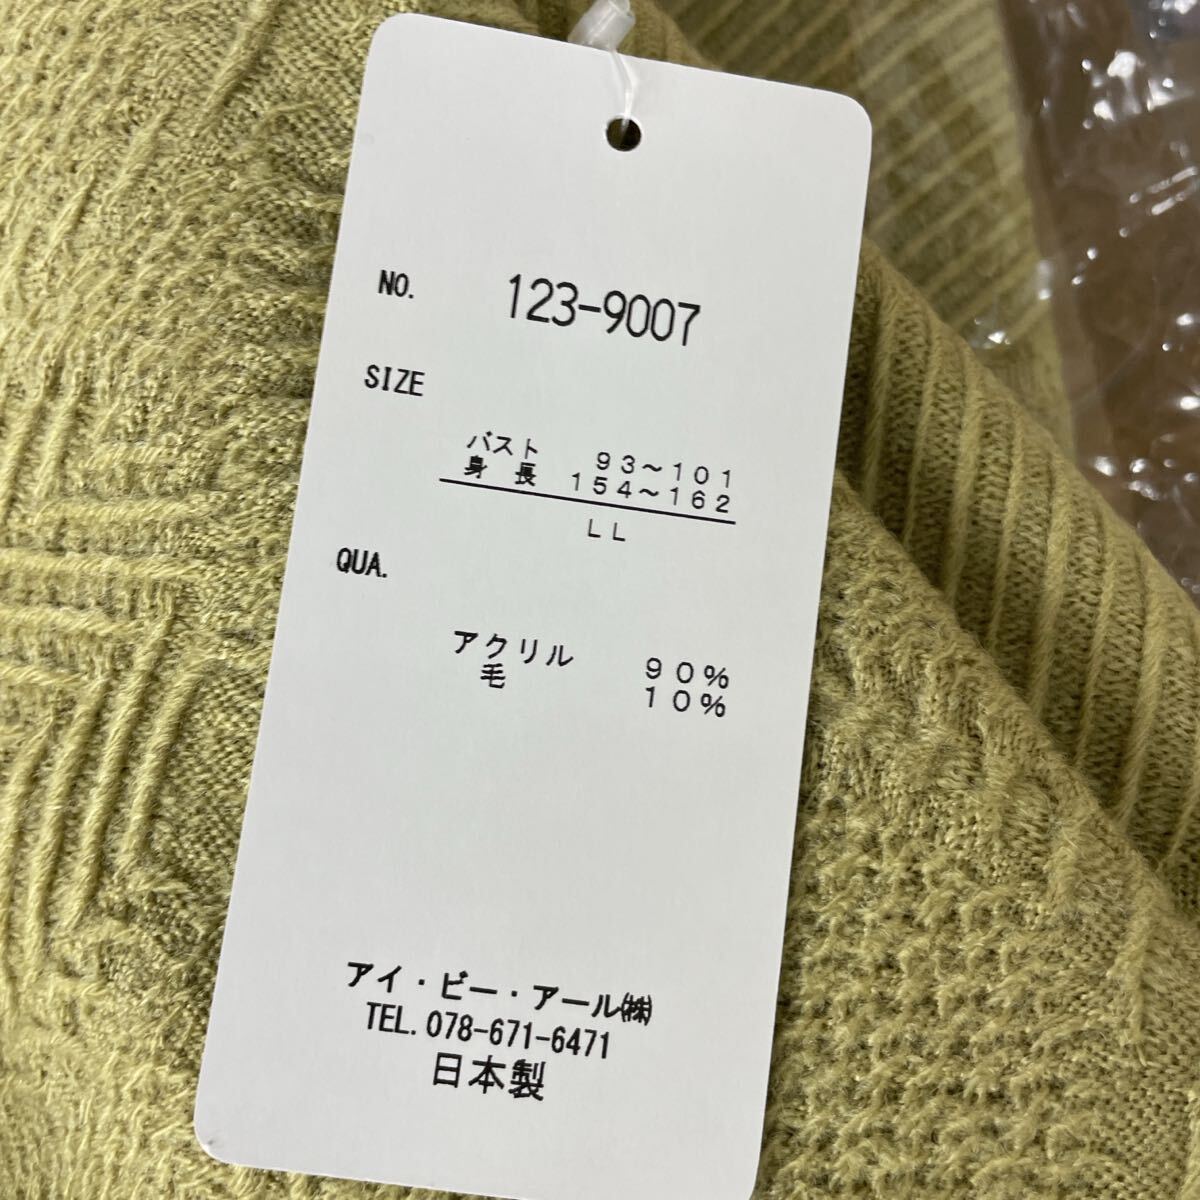 NO. 123-9007
SIZE
バスト 93~101
身長 154~162
LL
QUA.
アクリル 90%
毛 10%
アイ・ビー・アール㈱
TEL. 078-671-6471
日本製